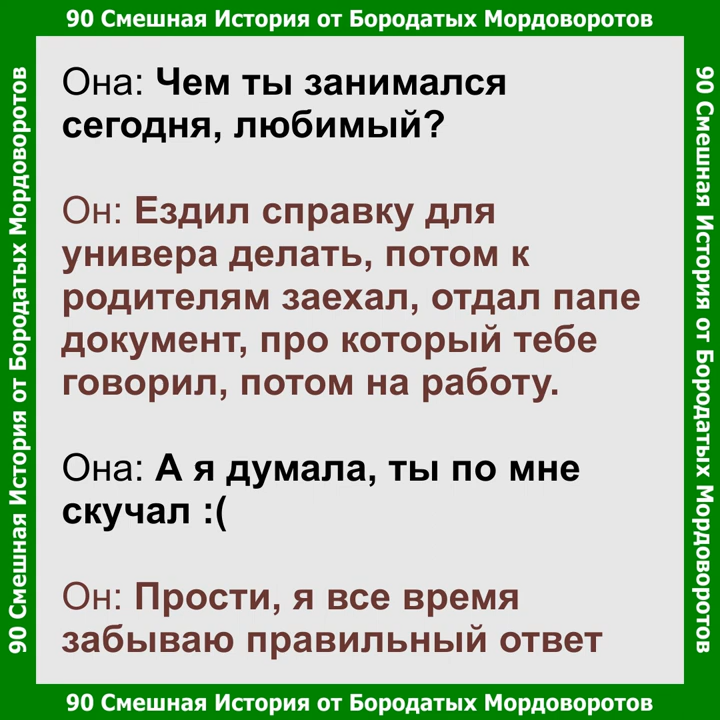 90 Смешная История от Бородатых Мордоворотов
90 Смешная История от Бородатых Мордоворотов
Она: Чем ты занимался
сегодня, любимый?
Он: Ездил справку для
универа делать, потом к
родителям заехал, отдал папе
документ, про который тебе
говорил, потом на работу.
Она: А я думала, ты по мне
скучал :(
Он: Прости, я все время
забываю правильный ответ
90 Смешная История от Бородатых Мордоворотов
90 Смешная История от Бородатых Мордоворотов